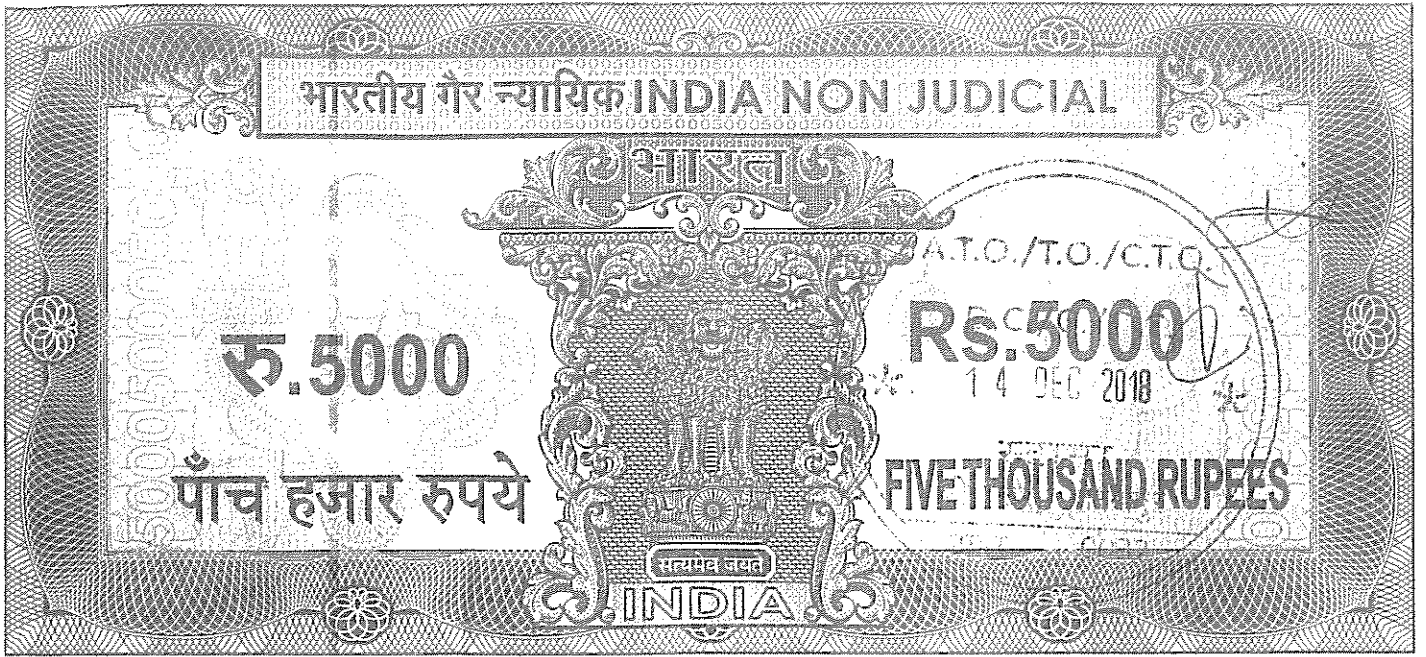 भारतीय गैर न्यायिक INDIA NON JUDICIAL
भारत
A.T.O./T.O./C.T.O.
रु.5000
Rs.5000
14 DEC 2018
पाँच हजार रुपये
FIVE THOUSAND RUPEES
सत्यमेव जयते
INDIA